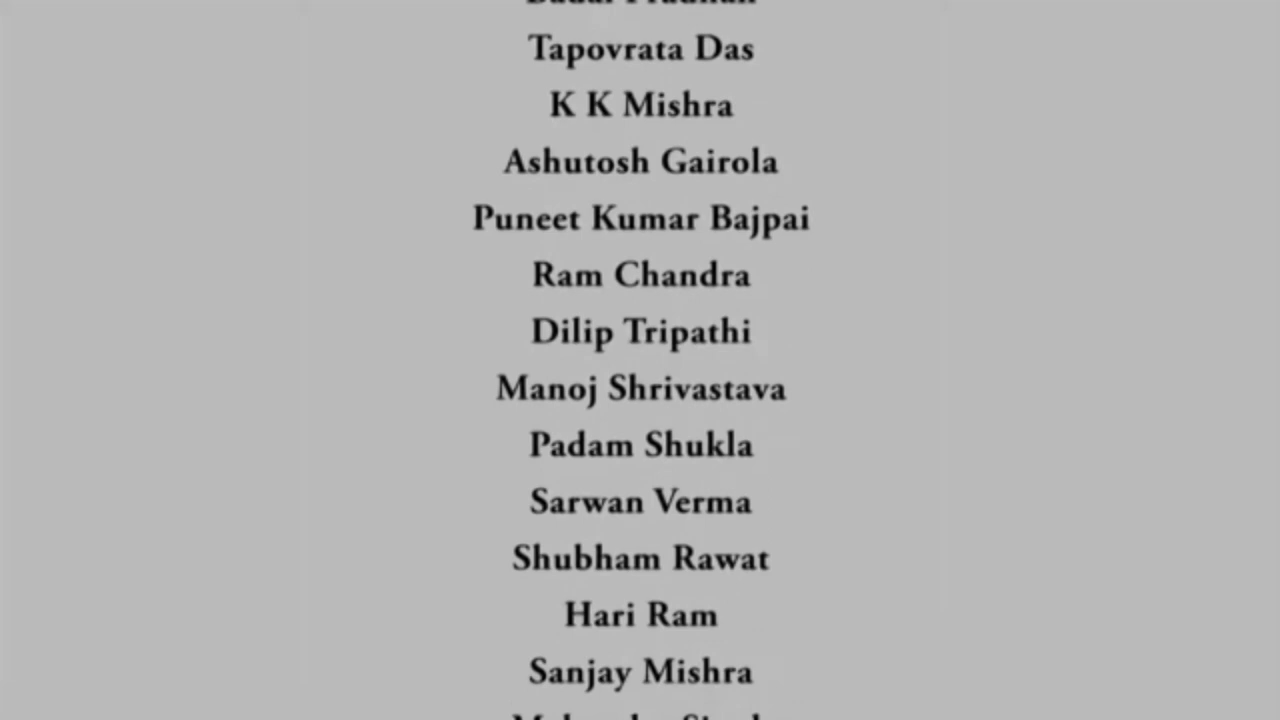 Tapovrata Das
K K Mishra
Ashutosh Gairola
Puneet Kumar Bajpai
Ram Chandra
Dilip Tripathi
Manoj Shrivastava
Padam Shukla
Sarwan Verma
Shubham Rawat
Hari Ram
Sanjay Mishra